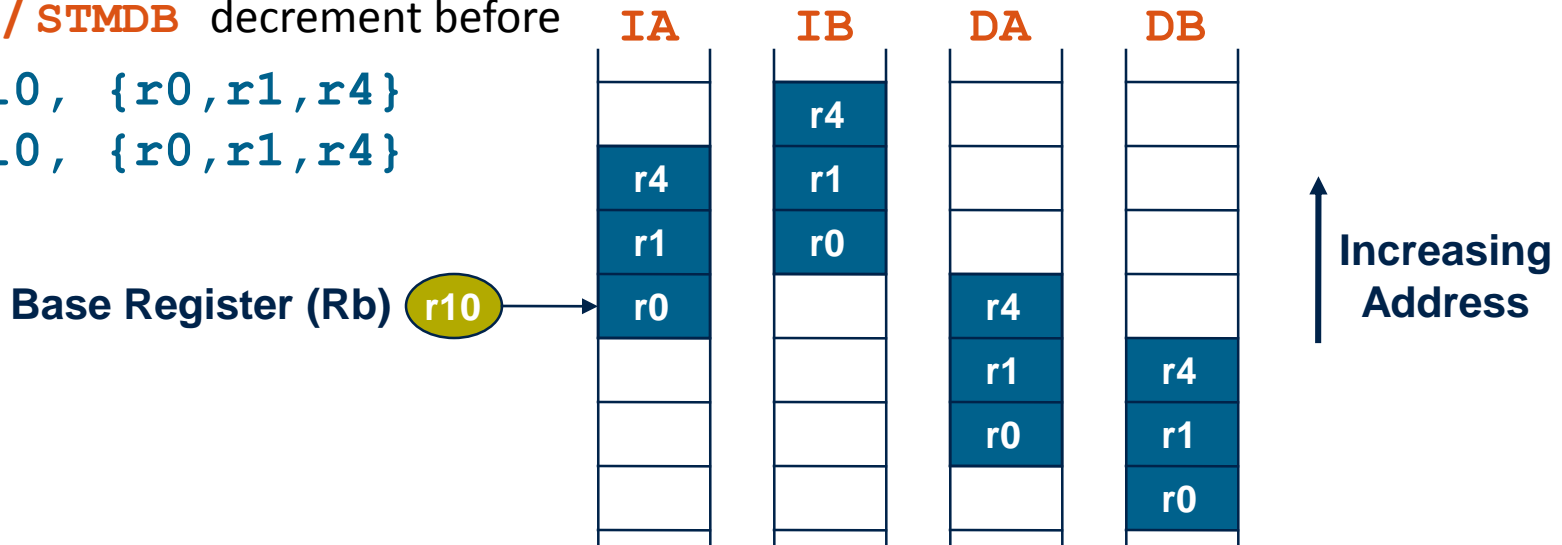 / STMDB decrement before
IA IB DA DB
0, {r0,r1,r4}
0, {r0,r1,r4}
r4
r4 r1
r1 r0
Base Register (Rb) r10 r0 r4
r1 r4
r0 r1
r0
Increasing
Address